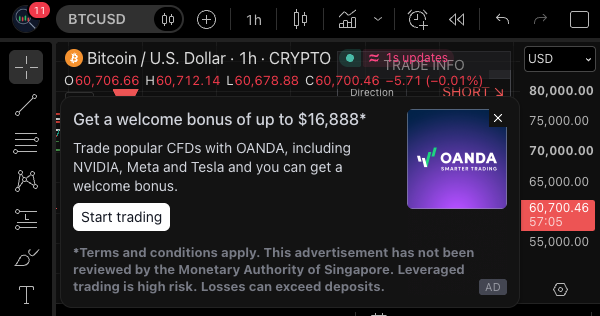 11
BTCUSD
1h
Bitcoin / U.S. Dollar · 1h · CRYPTO
≈ 1s updates
TRADE INFO
USD
O60,706.66 H60,712.14 L60,678.88 C60,700.46 −5.71 (−0.01%)
Direction
SHORT ↘
80,000.00
75,000.00
70,000.00
65,000.00
60,700.46
57:05
55,000.00
Get a welcome bonus of up to $16,888*
Trade popular CFDs with OANDA, including
NVIDIA, Meta and Tesla and you can get a
welcome bonus.
Start trading
OANDA
SMARTER TRADING
*Terms and conditions apply. This advertisement has not been
reviewed by the Monetary Authority of Singapore. Leveraged
trading is high risk. Losses can exceed deposits.
AD